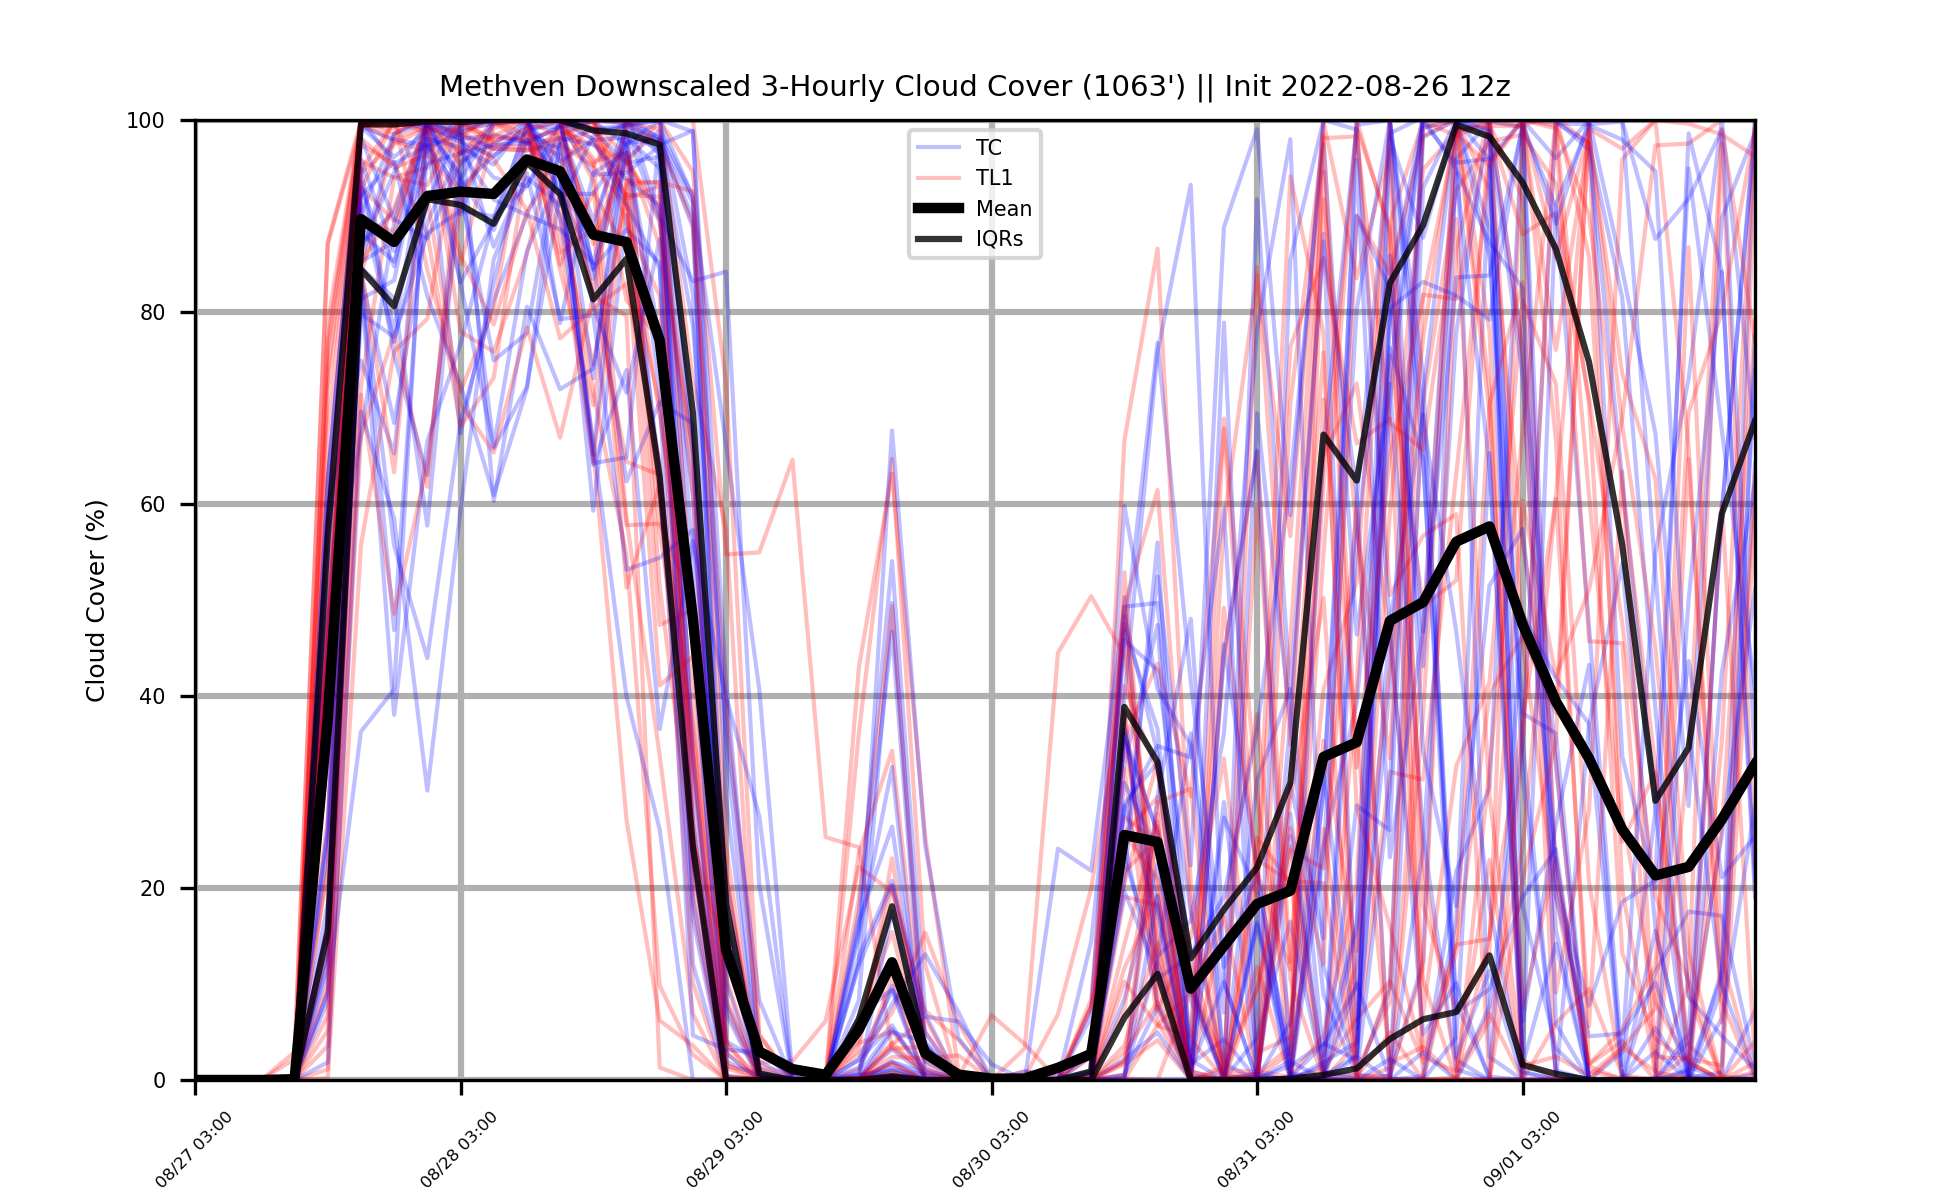 Methven Downscaled 3-Hourly Cloud Cover (1063') || Init 2022-08-26 12z
TC
TL1
Mean
IQRs
Cloud Cover (%)
100
80
60
40
20
0
08/27 03:00
08/28 03:00
08/29 03:00
08/30 03:00
08/31 03:00
09/01 03:00